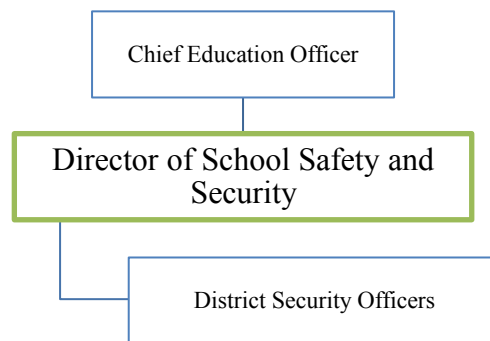 Chief Education Officer
Director of School Safety and
Security
District Security Officers